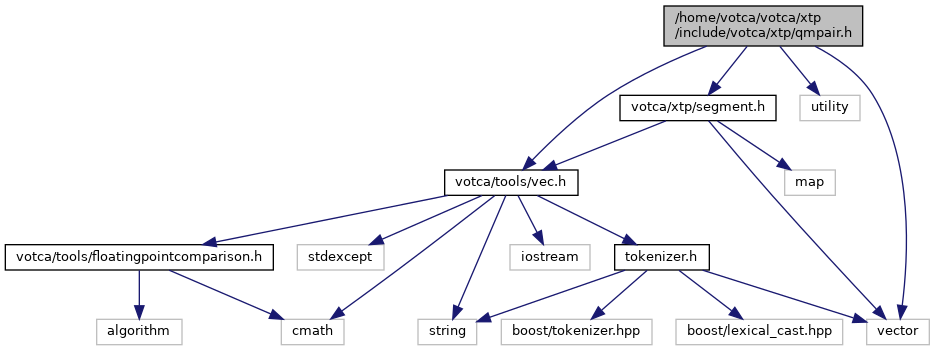 /home/votca/votca/xtp
/include/votca/xtp/qmpair.h
votca/xtp/segment.h
utility
votca/tools/vec.h
map
votca/tools/floatingpointcomparison.h
stdexcept
iostream
tokenizer.h
algorithm
cmath
string
boost/tokenizer.hpp
boost/lexical_cast.hpp
vector